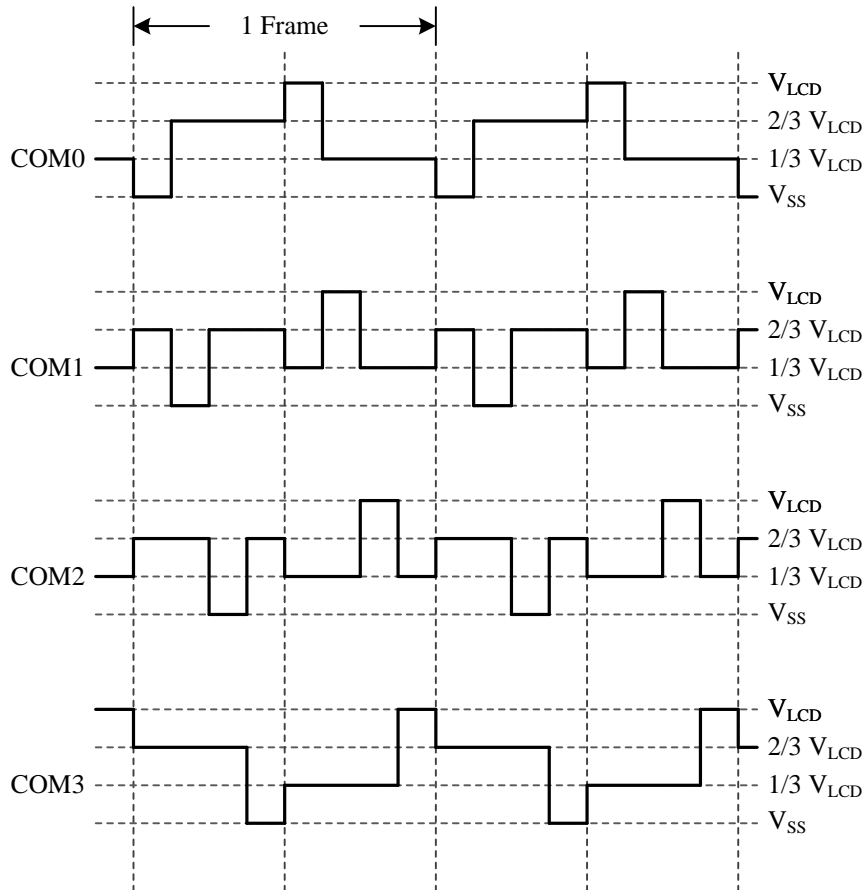 1 Frame
V_LCD
2/3 V_LCD
COM0
1/3 V_LCD
V_SS
V_LCD
2/3 V_LCD
COM1
1/3 V_LCD
V_SS
V_LCD
2/3 V_LCD
COM2
1/3 V_LCD
V_SS
V_LCD
2/3 V_LCD
COM3
1/3 V_LCD
V_SS